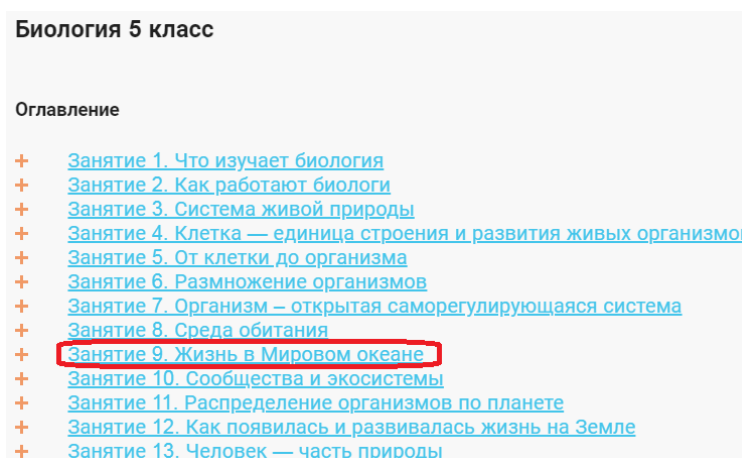 Биология 5 класс
Оглавление
+ Занятие 1. Что изучает биология
+ Занятие 2. Как работают биологи
+ Занятие 3. Система живой природы
+ Занятие 4. Клетка — единица строения и развития живых организмов
+ Занятие 5. От клетки до организма
+ Занятие 6. Размножение организмов
+ Занятие 7. Организм – открытая саморегулирующаяся система
+ Занятие 8. Среда обитания
+ Занятие 9. Жизнь в Мировом океане
+ Занятие 10. Сообщества и экосистемы
+ Занятие 11. Распределение организмов по планете
+ Занятие 12. Как появилась и развивалась жизнь на Земле
+ Занятие 13. Человек — часть природы